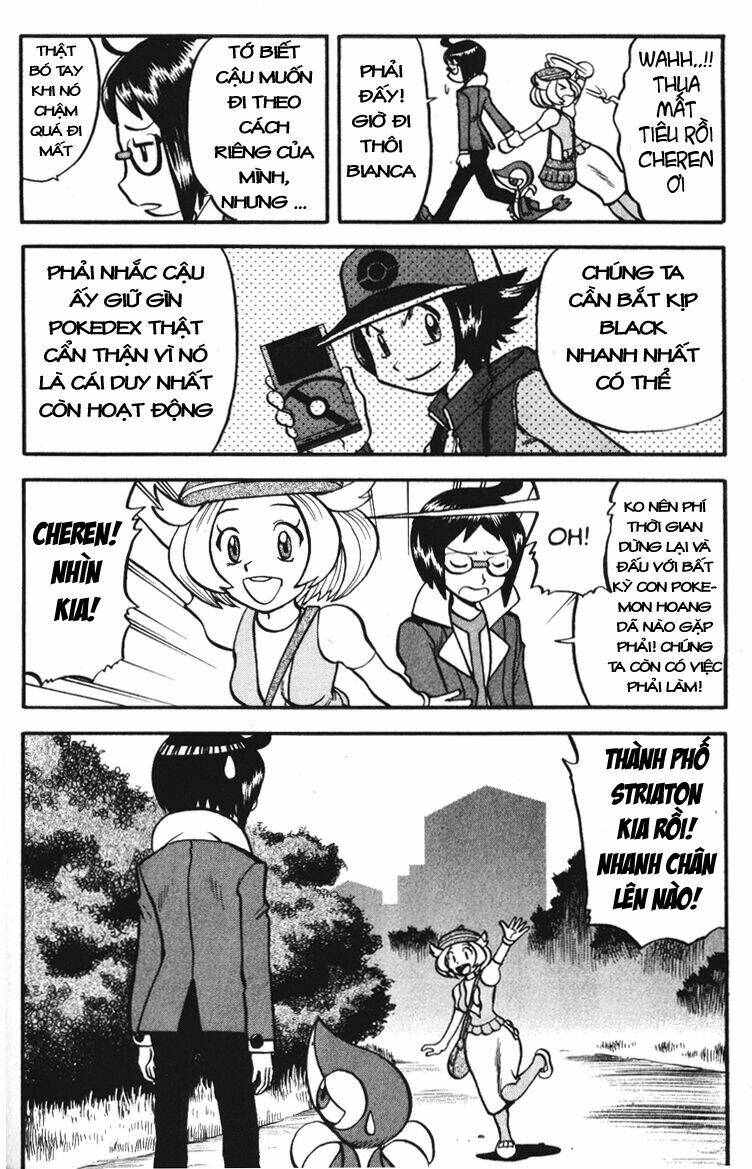 WAHH..!!
THUA
MẤT
TIÊU RỒI
CHEREN
ƠI
PHẢI
ĐẤY!
GIỜ ĐI
THÔI
BIANCA
TỚ BIẾT
CẬU MUỐN
ĐI THEO
CÁCH
RIÊNG CỦA
MÌNH,
NHƯNG ...
THẬT
BÓ TAY
KHI NÓ
CHẬM
QUÁ ĐI
MẤT
CHÚNG TA
CẦN BẮT KỊP
BLACK
NHANH NHẤT
CÓ THỂ
PHẢI NHẮC CẬU
ẤY GIỮ GÌN
POKEDEX THẬT
CẨN THẬN VÌ NÓ
LÀ CÁI DUY NHẤT
CÒN HOẠT ĐỘNG
KO NÊN PHÍ
THỜI GIAN
DỪNG LẠI VÀ
ĐẤU VỚI BẤT
KỲ CON POKE-
MON HOANG
DÃ NÀO GẶP
PHẢI! CHÚNG
TA CÒN CÓ VIỆC
PHẢI LÀM!
OH!
CHEREN!
NHÌN
KIA!
THÀNH PHỐ
STRIATON
KIA RỒI!
NHANH CHÂN
LÊN NÀO!